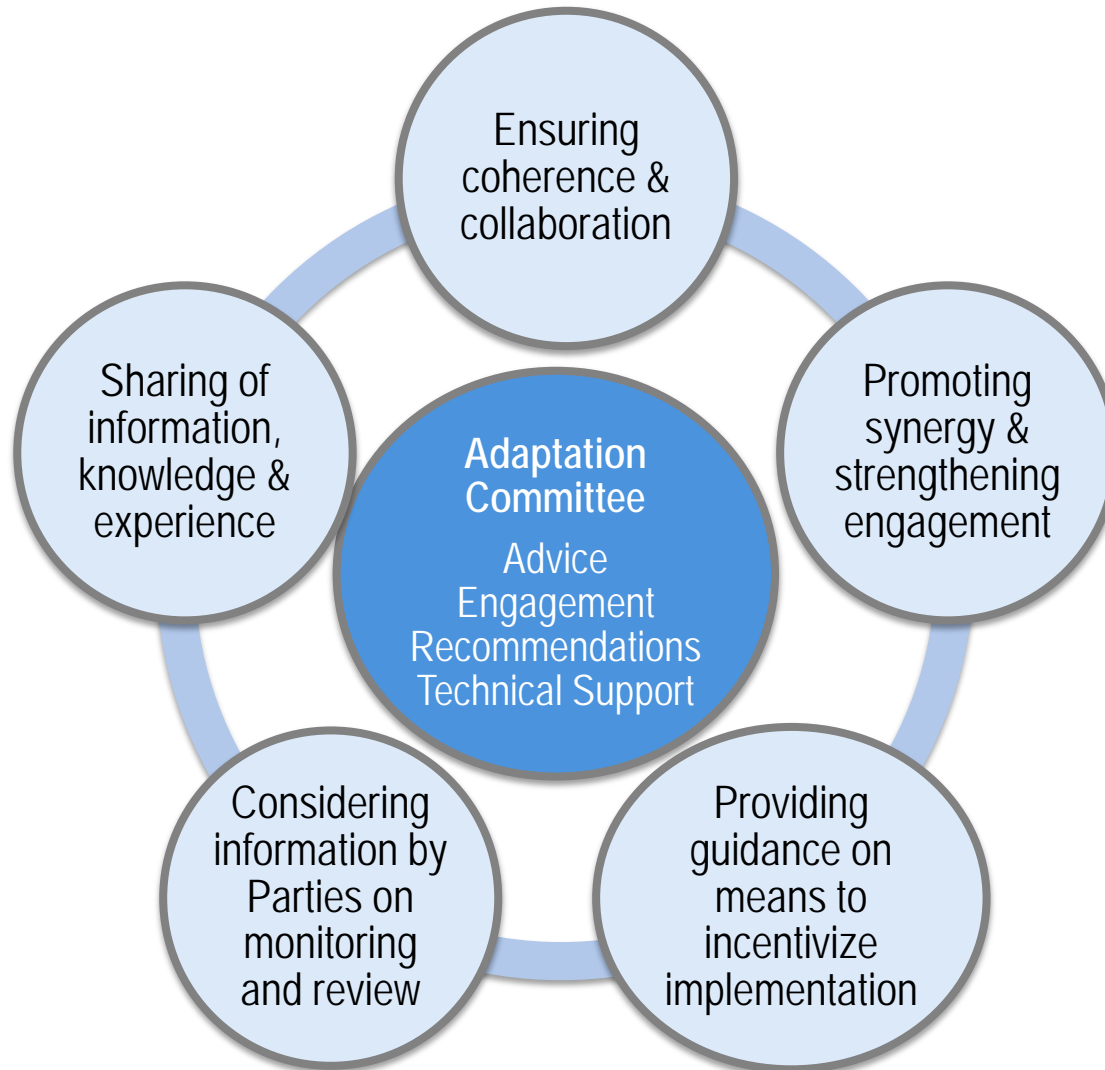 Ensuring
coherence &
collaboration
Promoting
synergy &
strengthening
engagement
Providing
guidance on
means to
incentivize
implementation
Considering
information by
Parties on
monitoring
and review
Sharing of
information,
knowledge &
experience
Adaptation
Committee
Advice
Engagement
Recommendations
Technical Support